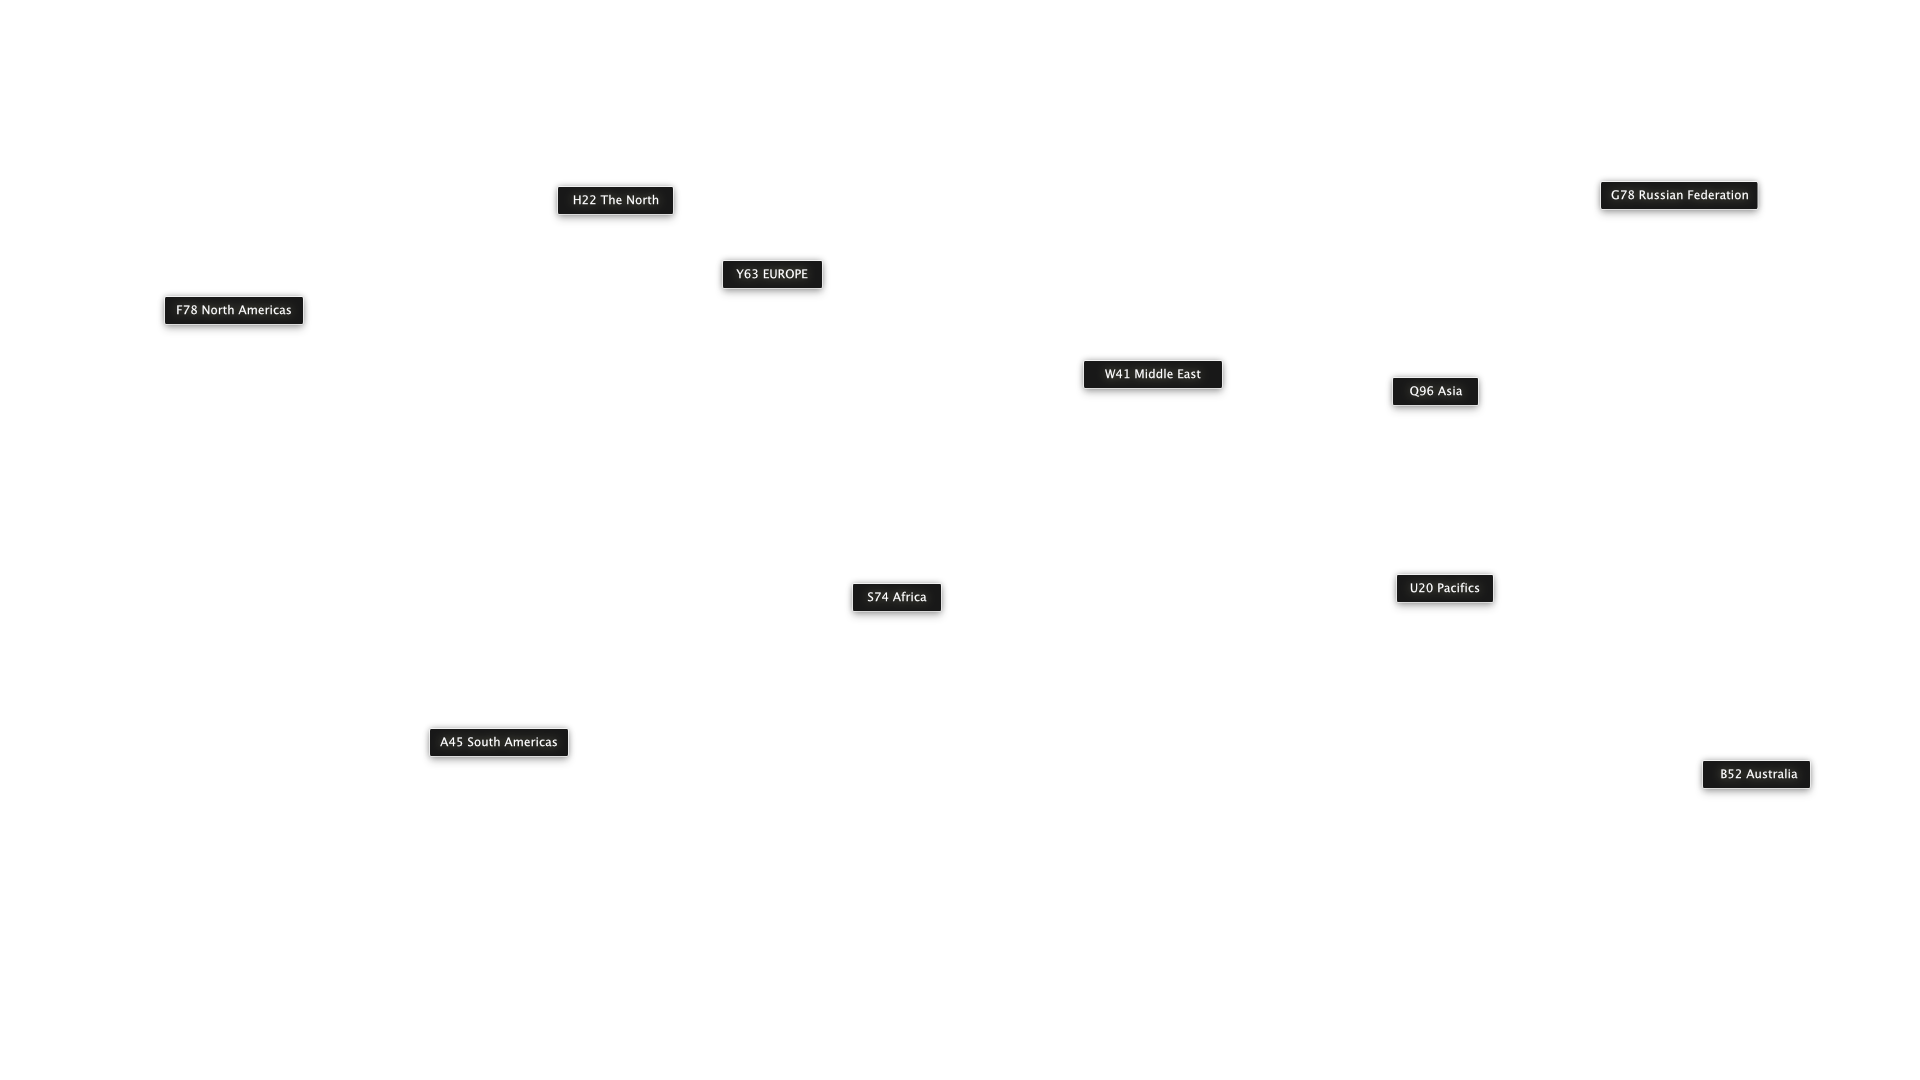 G78 Russian Federation
H22 The North
Y63 EUROPE
F78 North Americas
W41 Middle East
Q96 Asia
U20 Pacifics
S74 Africa
A45 South Americas
B52 Australia